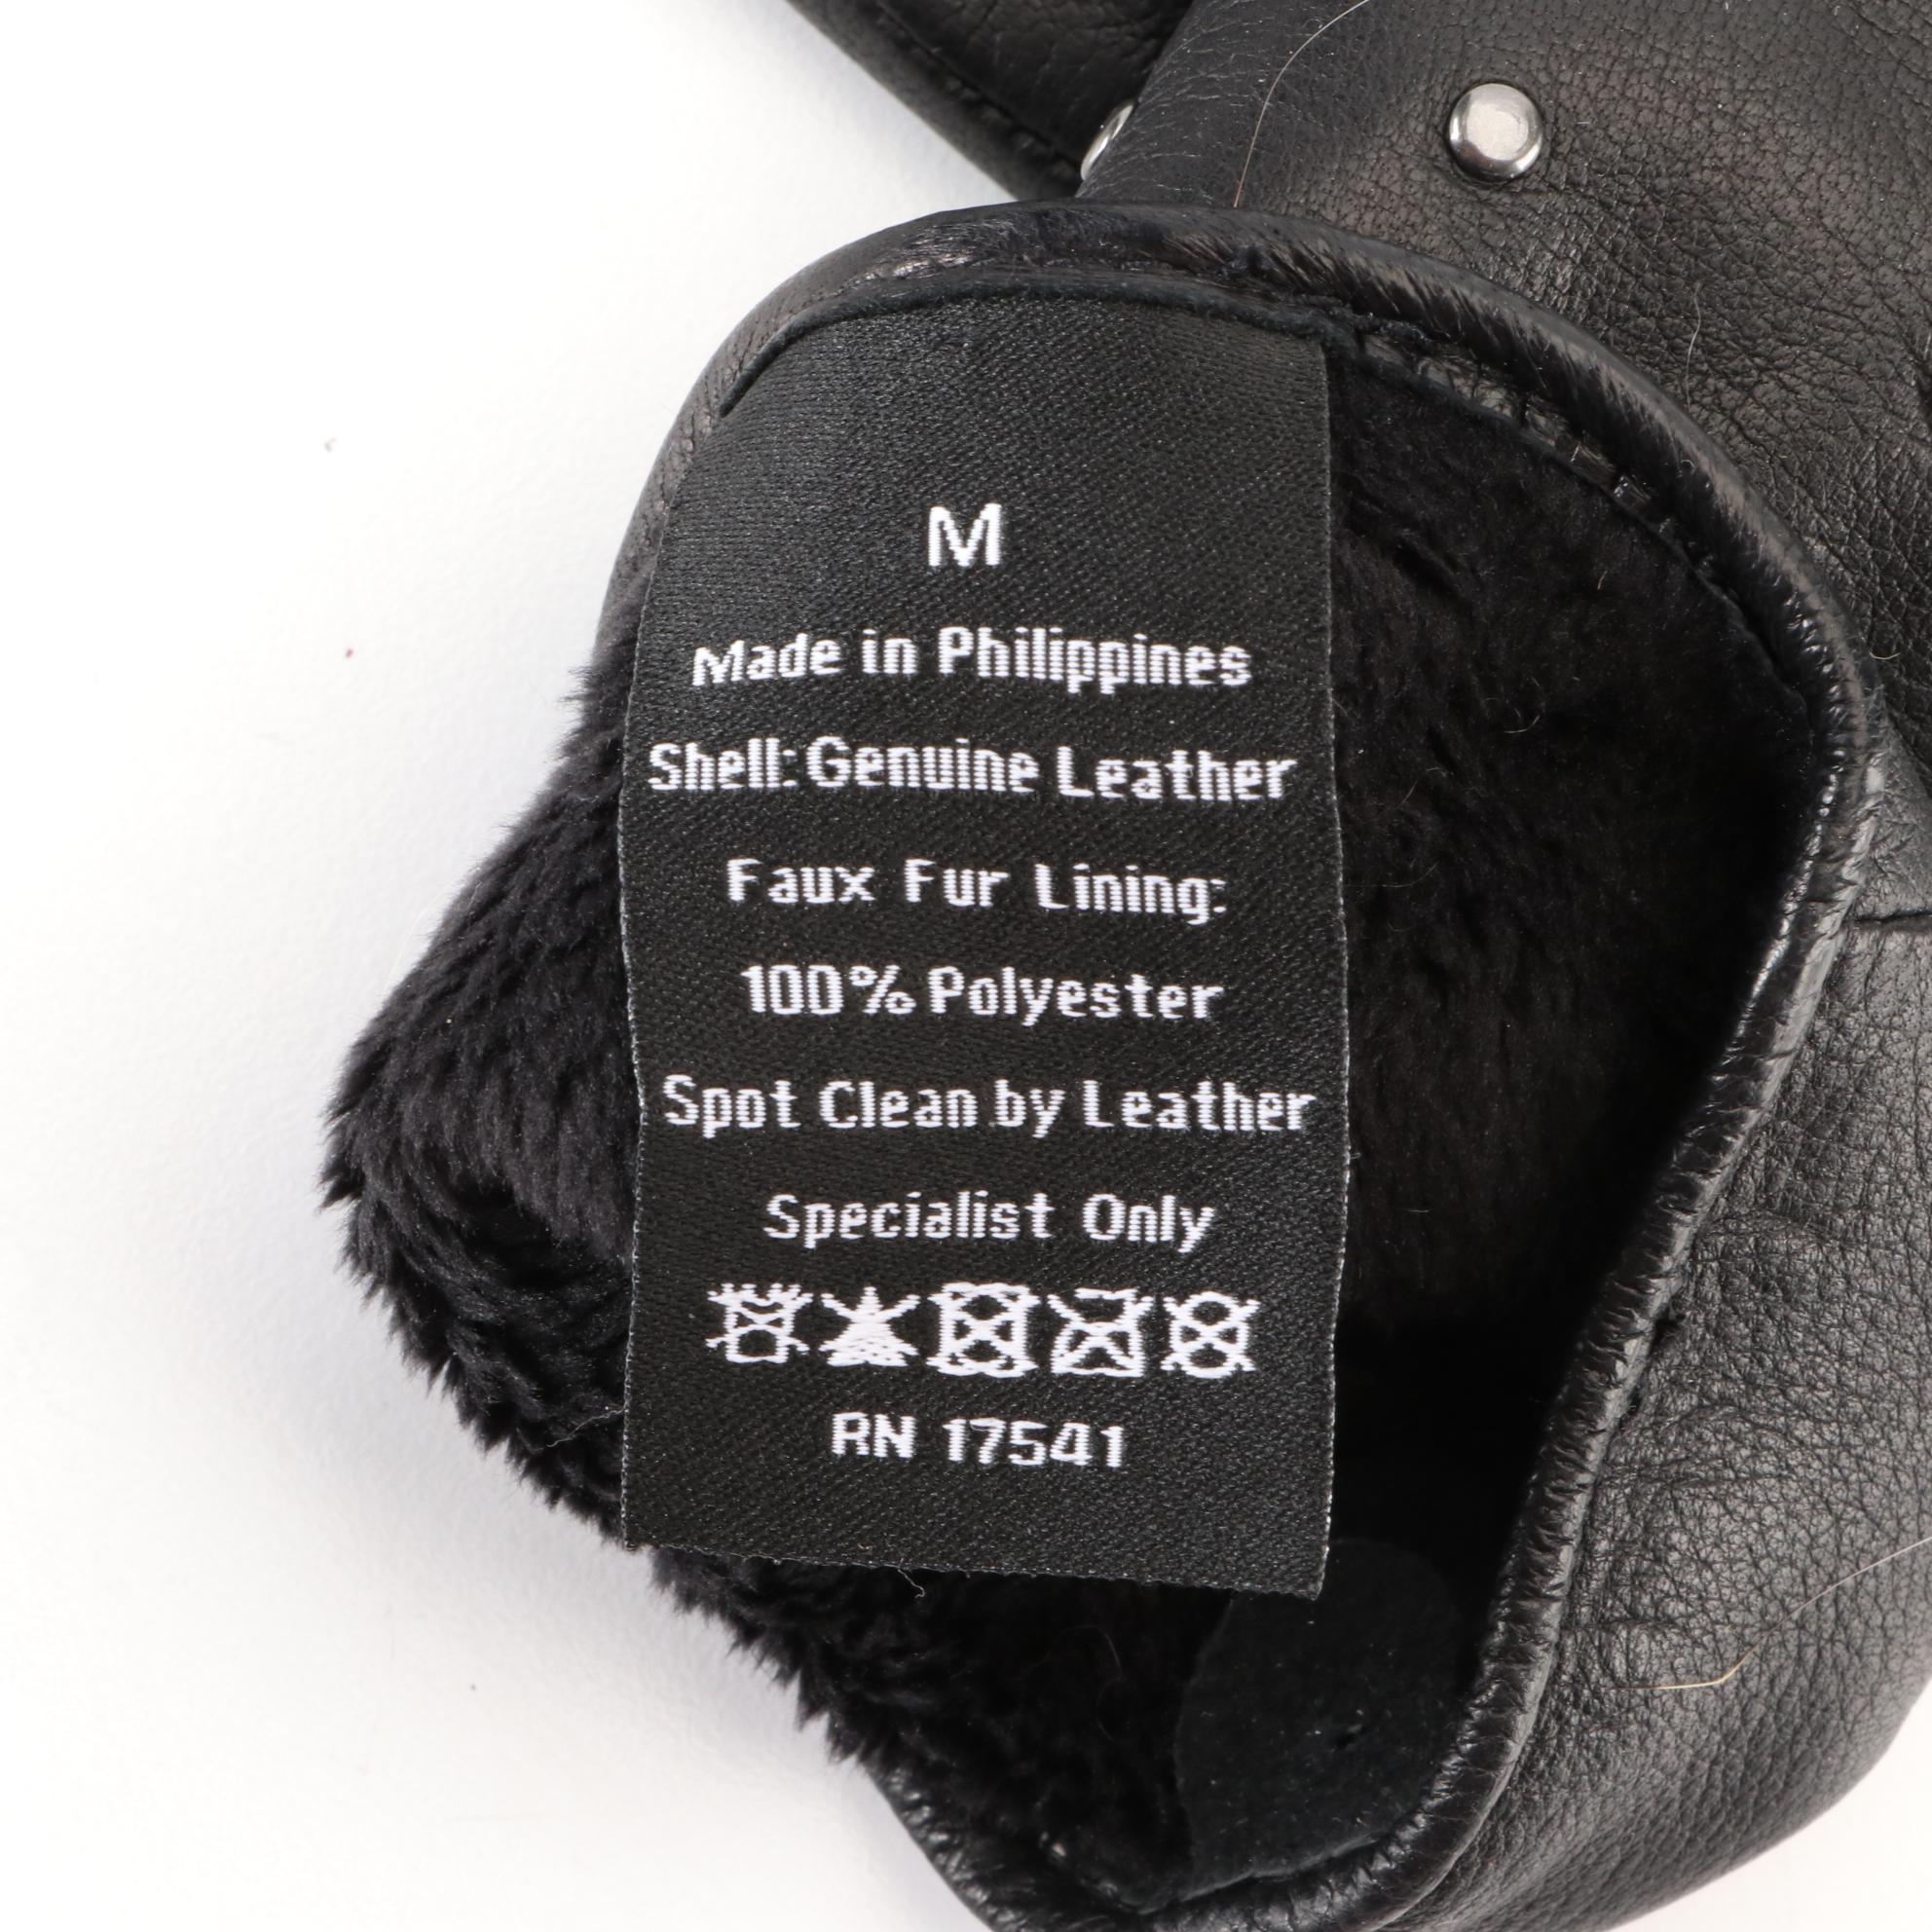 M
Made in Philippines
Shell: Genuine Leather
Faux Fur Lining:
100% Polyester
Spot Clean by Leather
Specialist Only
RN 17541